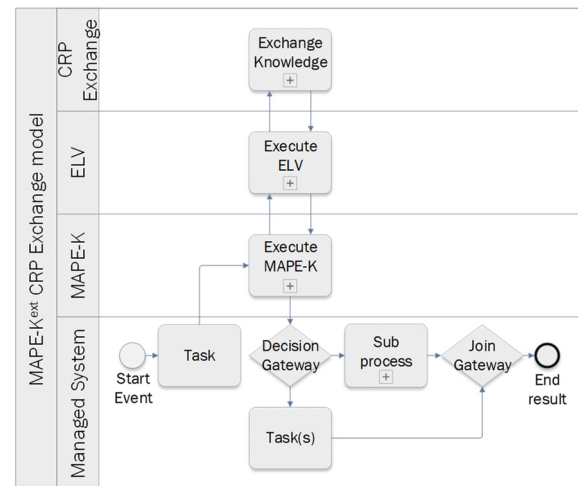 MAPE-Kext CRP Exchange model
CRP
Exchange
ELV
MAPE-K
Managed System
Exchange
Knowledge
Execute
ELV
Execute
MAPE-K
Start
Event
Task
Decision
Gateway
Sub
process
Join
Gateway
End
result
Task(s)